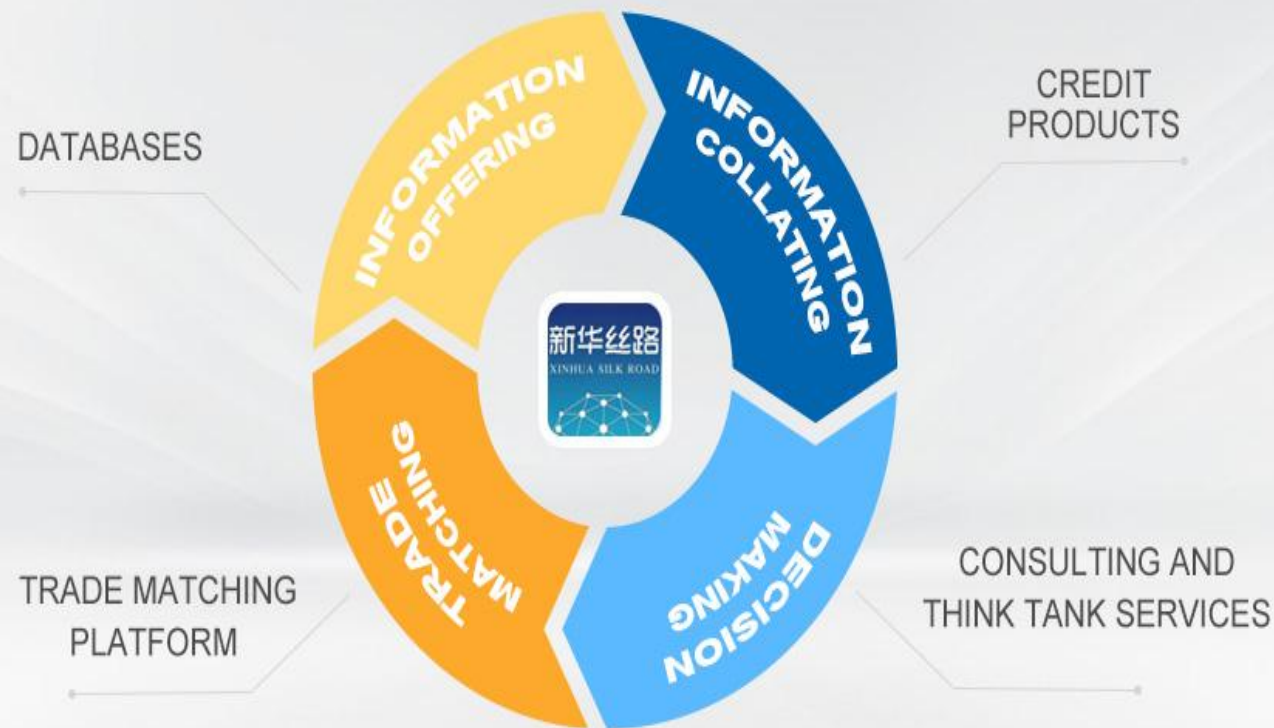 DATABASES
INFORMATION
OFFERING
INFORMATION
COLLATING
CREDIT
PRODUCTS
新华丝路
XINHUA SILK ROAD
TRADE
MATCHING
DECISION
MAKING
TRADE MATCHING
PLATFORM
CONSULTING AND
THINK TANK SERVICES